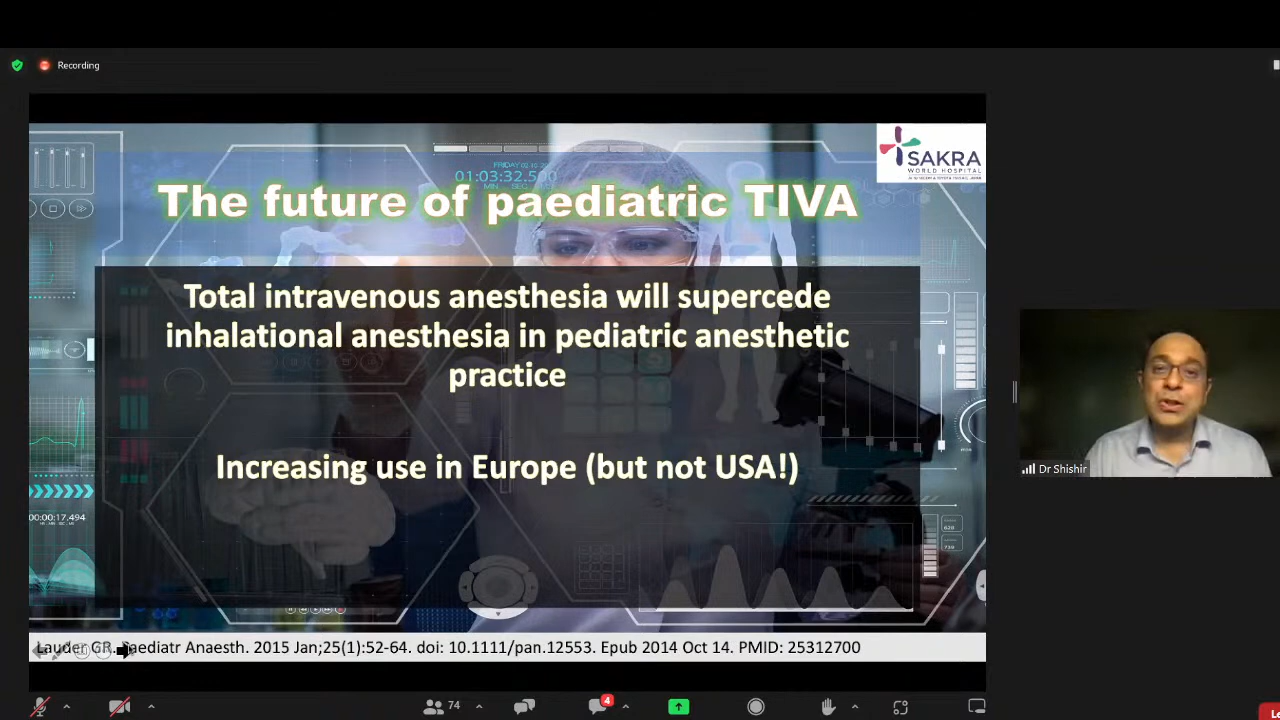 Recording
SAKRA
WORLD HOSPITAL
01:03:32.500
MIN SEC
The future of paediatric TIVA
Total intravenous anesthesia will supercede
inhalational anesthesia in pediatric anesthetic
practice
Increasing use in Europe (but not USA!)
00:00:17.494
Dr Shishir
Lauder GR. Paediatr Anaesth. 2015 Jan;25(1):52-64. doi: 10.1111/pan.12553. Epub 2014 Oct 14. PMID: 25312700
74
4